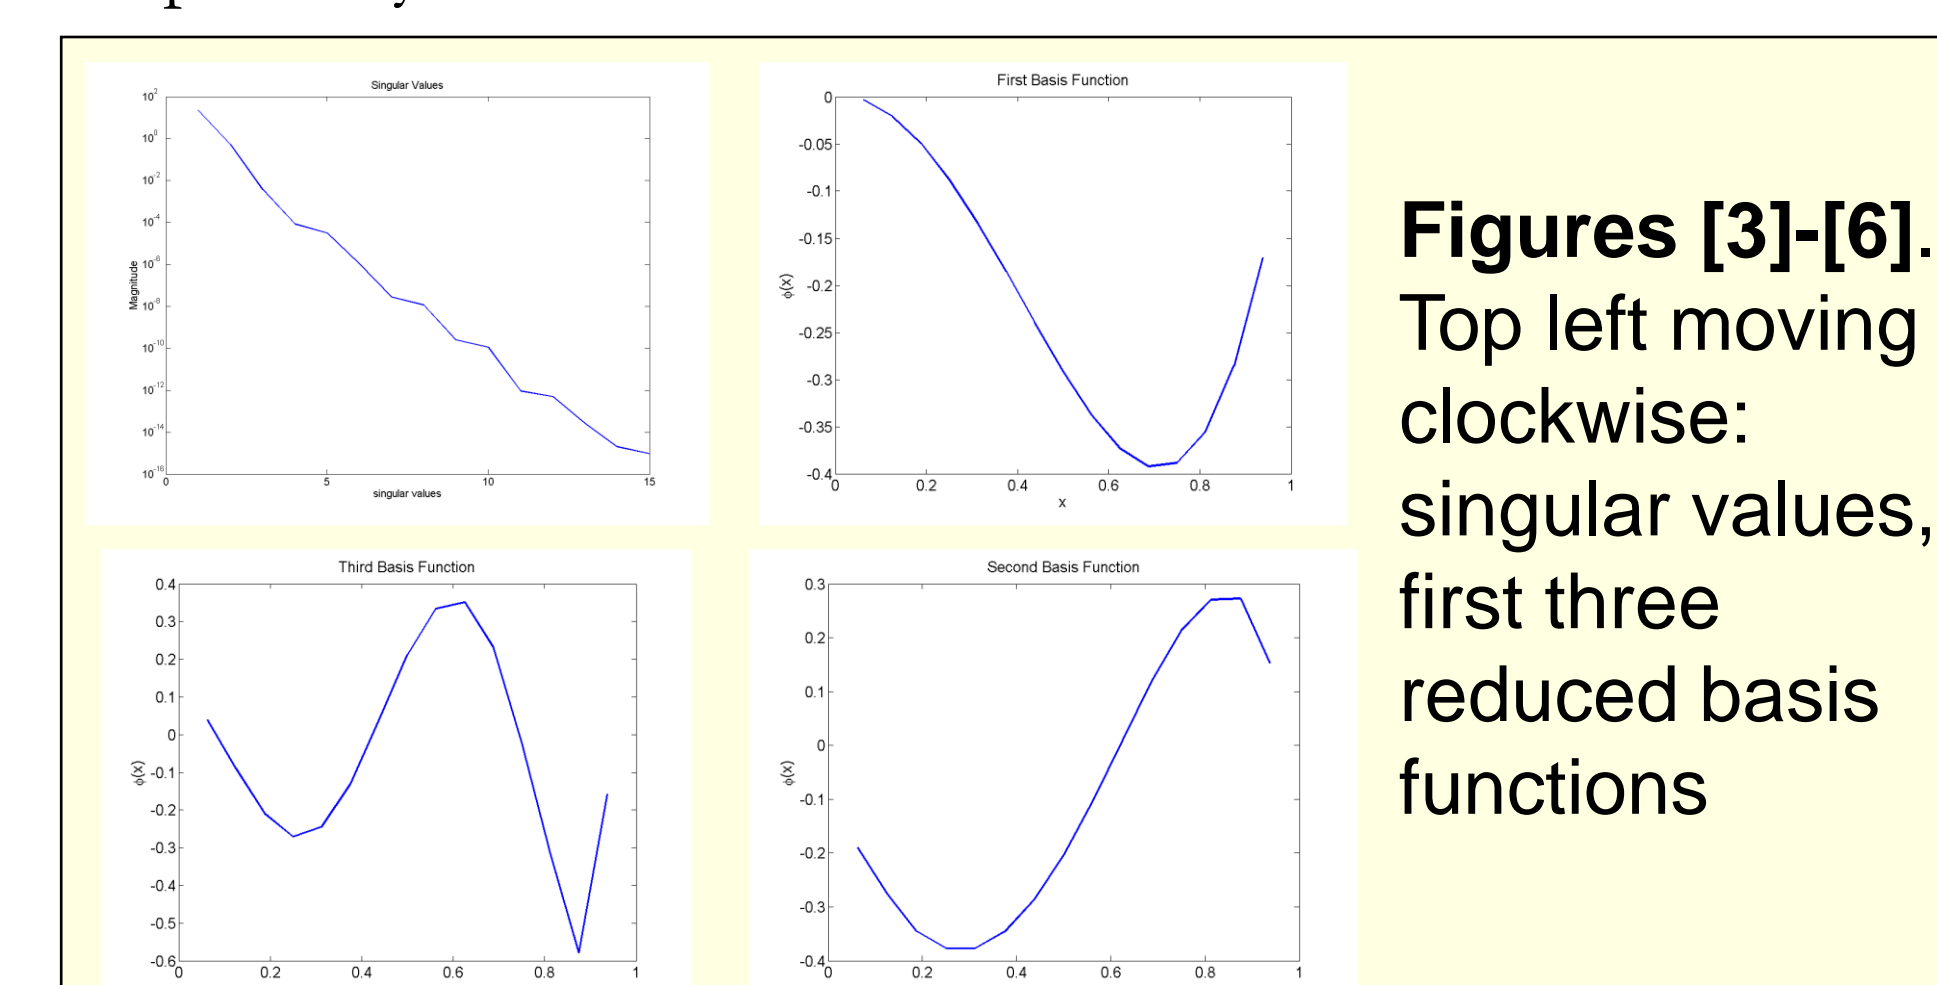 Singular Values
10^2
10^0
10^-2
10^-4
10^-6
10^-8
10^-10
10^-12
10^-14
10^-16
Magnitude
0 5 10 15
singular values
First Basis Function
0
-0.05
-0.1
-0.15
-0.2
-0.25
-0.3
-0.35
-0.4
ϕ(x)
0 0.2 0.4 0.6 0.8 1
x
Third Basis Function
0.4
0.3
0.2
0.1
0
-0.1
-0.2
-0.3
-0.4
-0.5
-0.6
ϕ(x)
0 0.2 0.4 0.6 0.8 1
Second Basis Function
0.3
0.2
0.1
0
-0.1
-0.2
-0.3
-0.4
ϕ(x)
0 0.2 0.4 0.6 0.8 1
Figures [3]-[6].
Top left moving
clockwise:
singular values,
first three
reduced basis
functions